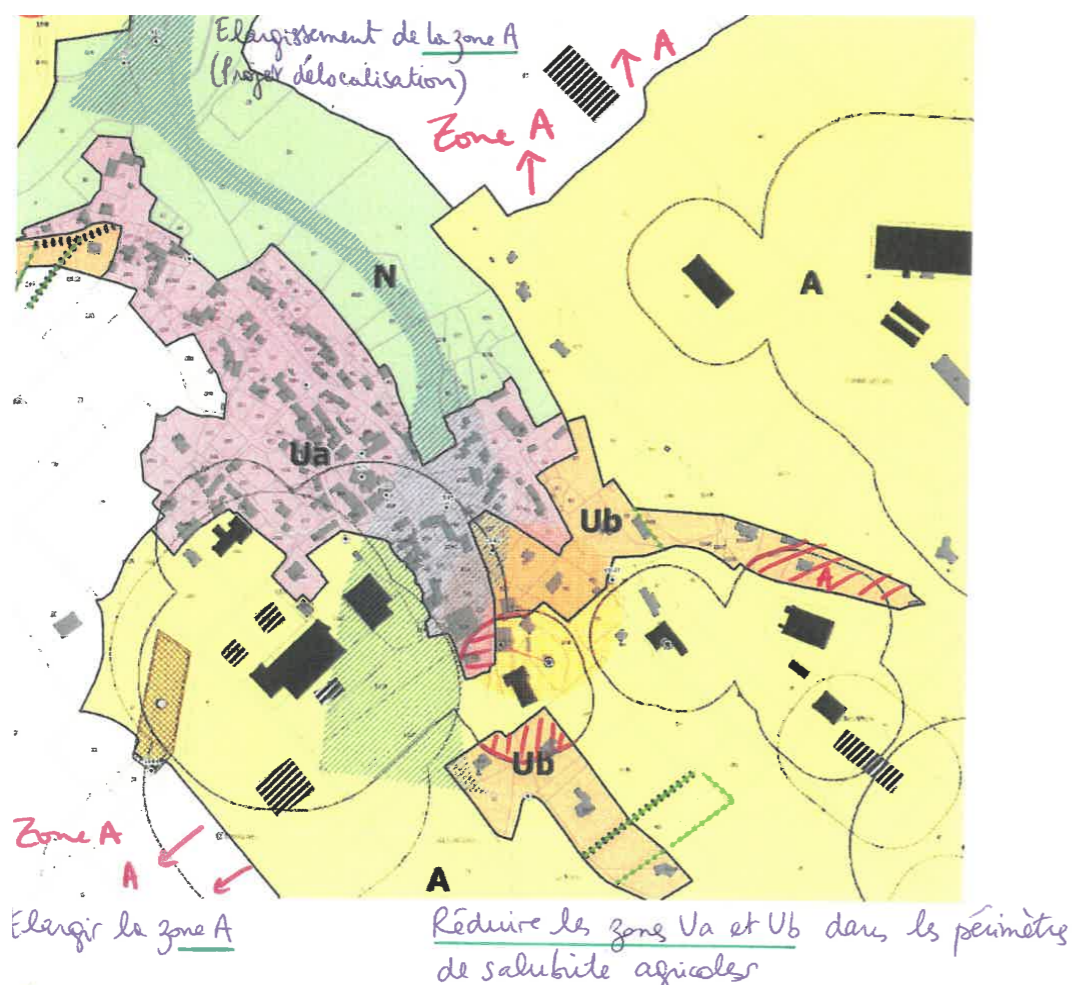 Elargissement de la zone A
(Projet délocalisation)
A
Zone A
N
A
Ua
Ub
A
Ub
Zone A
A
A
Elargir la zone A
Réduire les zones Ua et Ub dans les périmètres
de salubrite agricoles